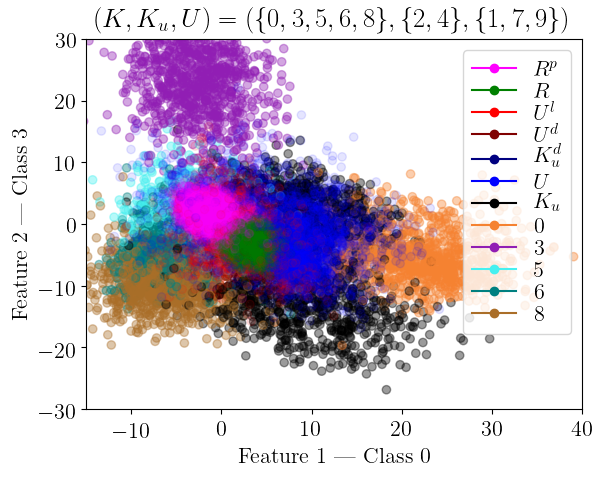 (K, K_u, U) = ({0, 3, 5, 6, 8}, {2, 4}, {1, 7, 9})
30
20
10
0
−10
−20
−30
Feature 2 — Class 3
R^p
R
U^l
U^d
K_u^d
U
K_u
0
3
5
6
8
−10
0
10
20
30
40
Feature 1 — Class 0